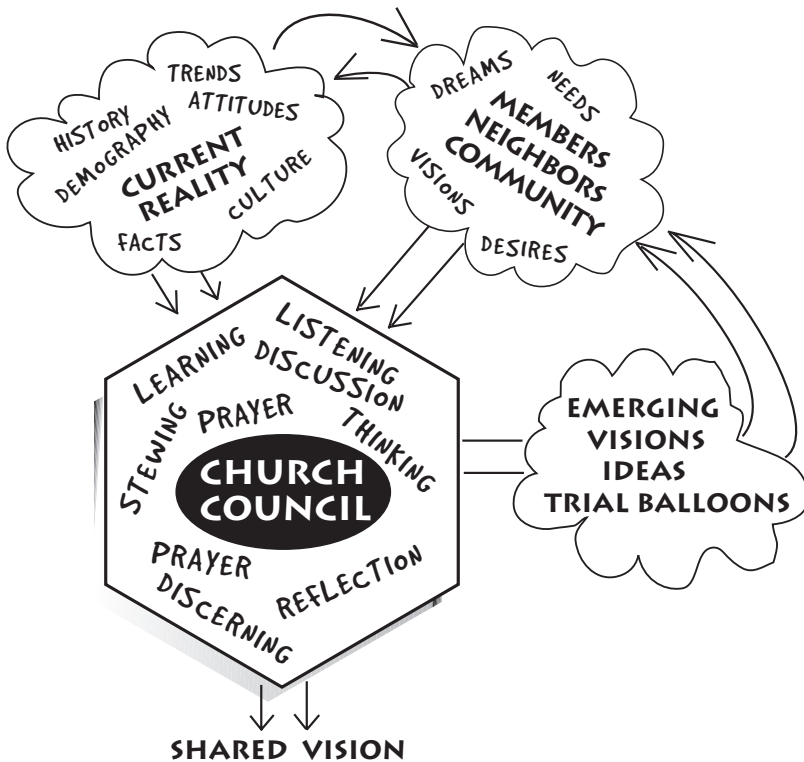 TRENDS
ATTITUDES
HISTORY
DEMOGRAPHY
CURRENT
REALITY
CULTURE
FACTS
DREAMS
NEEDS
MEMBERS
NEIGHBORS
COMMUNITY
VISIONS
DESIRES
LEARNING
LISTENING
DISCUSSION
STEWING
PRAYER
THINKING
CHURCH
COUNCIL
PRAYER
DISCERNING
REFLECTION
EMERGING
VISIONS
IDEAS
TRIAL BALLOONS
SHARED VISION